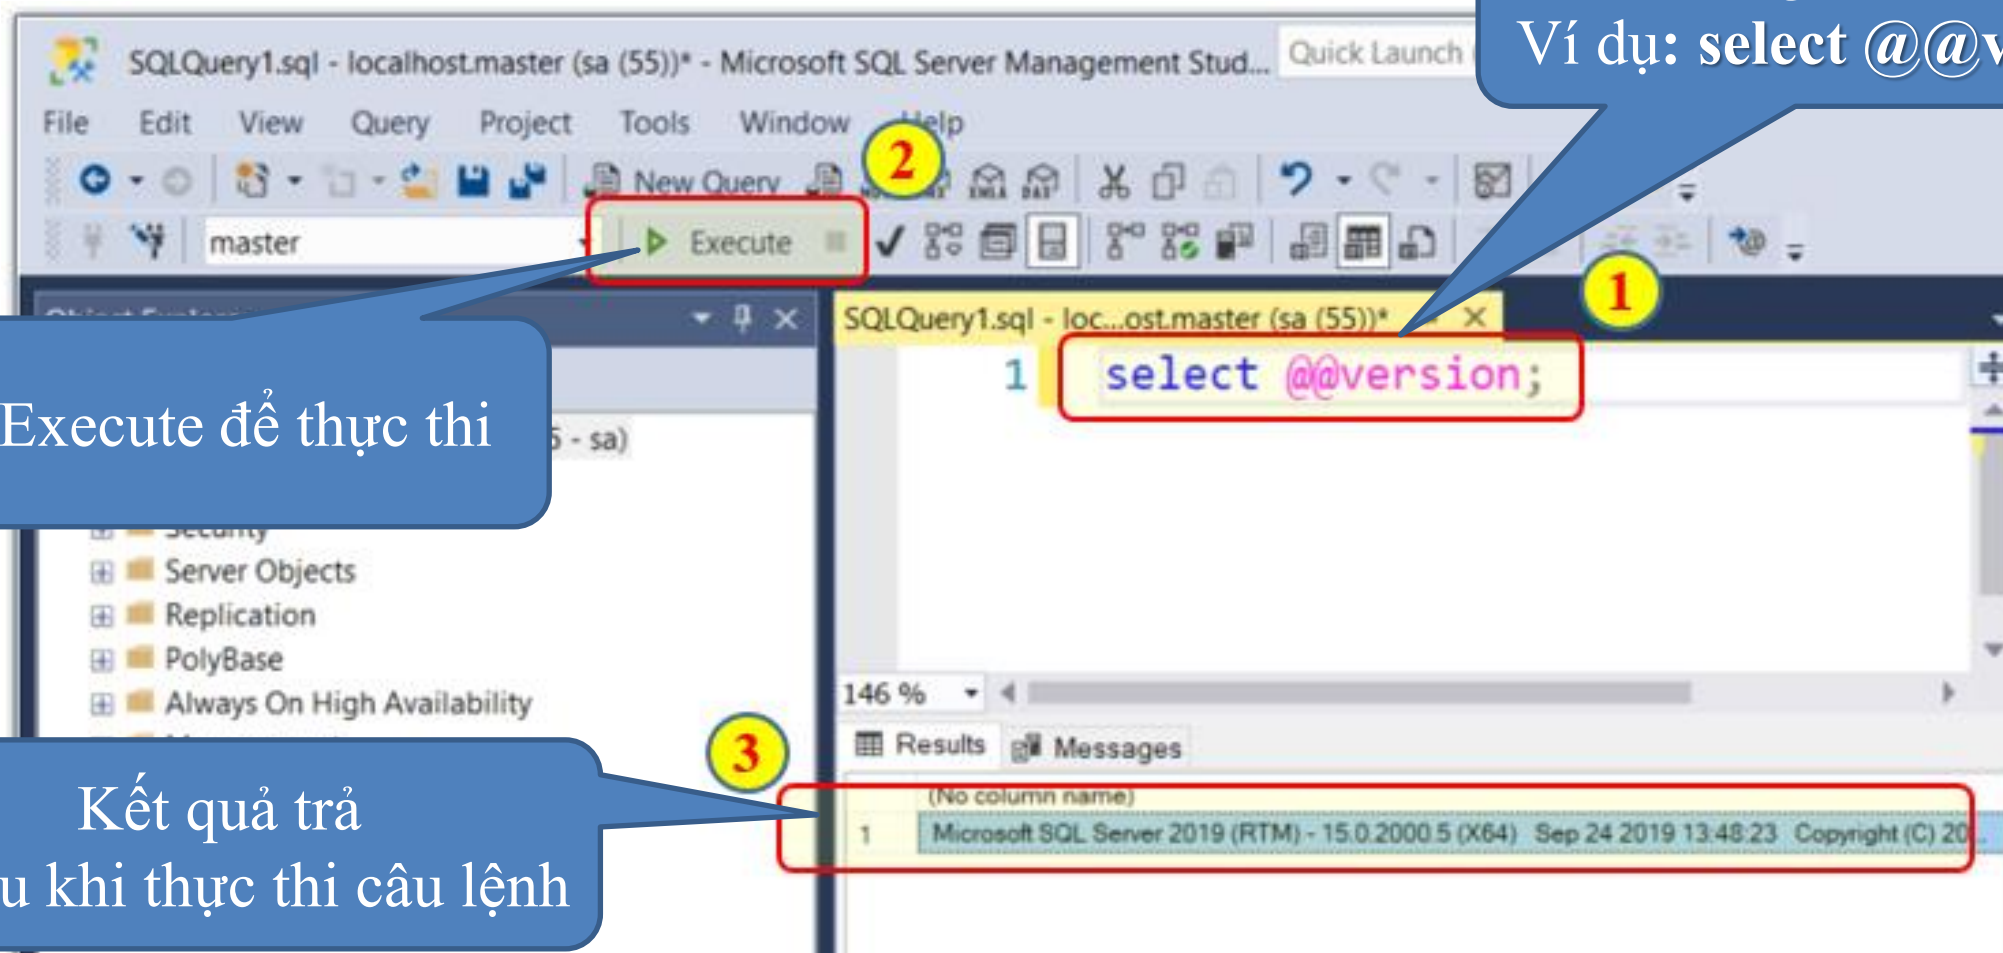 Ví dụ: select @@v
SQLQuery1.sql - localhost.master (sa (55))* - Microsoft SQL Server Management Stud...
Quick Launch
File Edit View Query Project Tools Window Help
2
New Query
master
Execute
1
SQLQuery1.sql - loc...ost.master (sa (55))*
1 select @@version;
Execute để thực thi
- sa)
Security
Server Objects
Replication
PolyBase
Always On High Availability
146 %
3
Results Messages
Kết quả trả
u khi thực thi câu lệnh
(No column name)
1 Microsoft SQL Server 2019 (RTM) - 15.0.2000.5 (X64) Sep 24 2019 13:48:23 Copyright (C) 20...